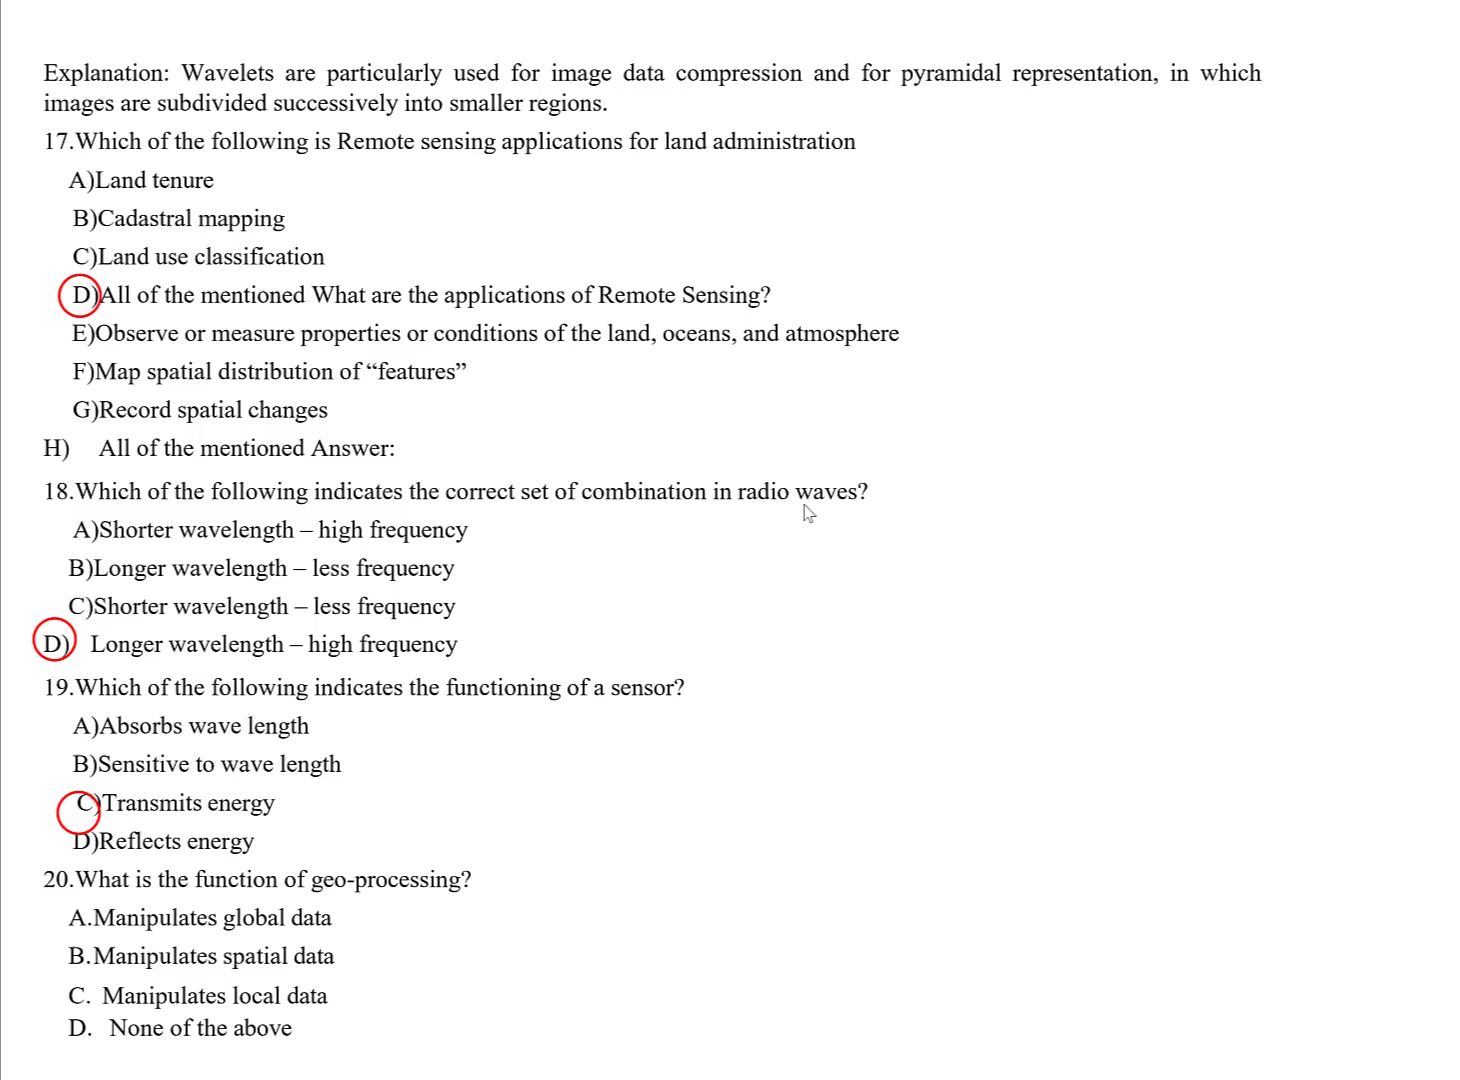 Explanation: Wavelets are particularly used for image data compression and for pyramidal representation, in which
images are subdivided successively into smaller regions.
17.Which of the following is Remote sensing applications for land administration
A)Land tenure
B)Cadastral mapping
C)Land use classification
D)All of the mentioned What are the applications of Remote Sensing?
E)Observe or measure properties or conditions of the land, oceans, and atmosphere
F)Map spatial distribution of “features”
G)Record spatial changes
H) All of the mentioned Answer:
18.Which of the following indicates the correct set of combination in radio waves?
A)Shorter wavelength – high frequency
B)Longer wavelength – less frequency
C)Shorter wavelength – less frequency
D) Longer wavelength – high frequency
19.Which of the following indicates the functioning of a sensor?
A)Absorbs wave length
B)Sensitive to wave length
C)Transmits energy
D)Reflects energy
20.What is the function of geo-processing?
A.Manipulates global data
B.Manipulates spatial data
C. Manipulates local data
D. None of the above